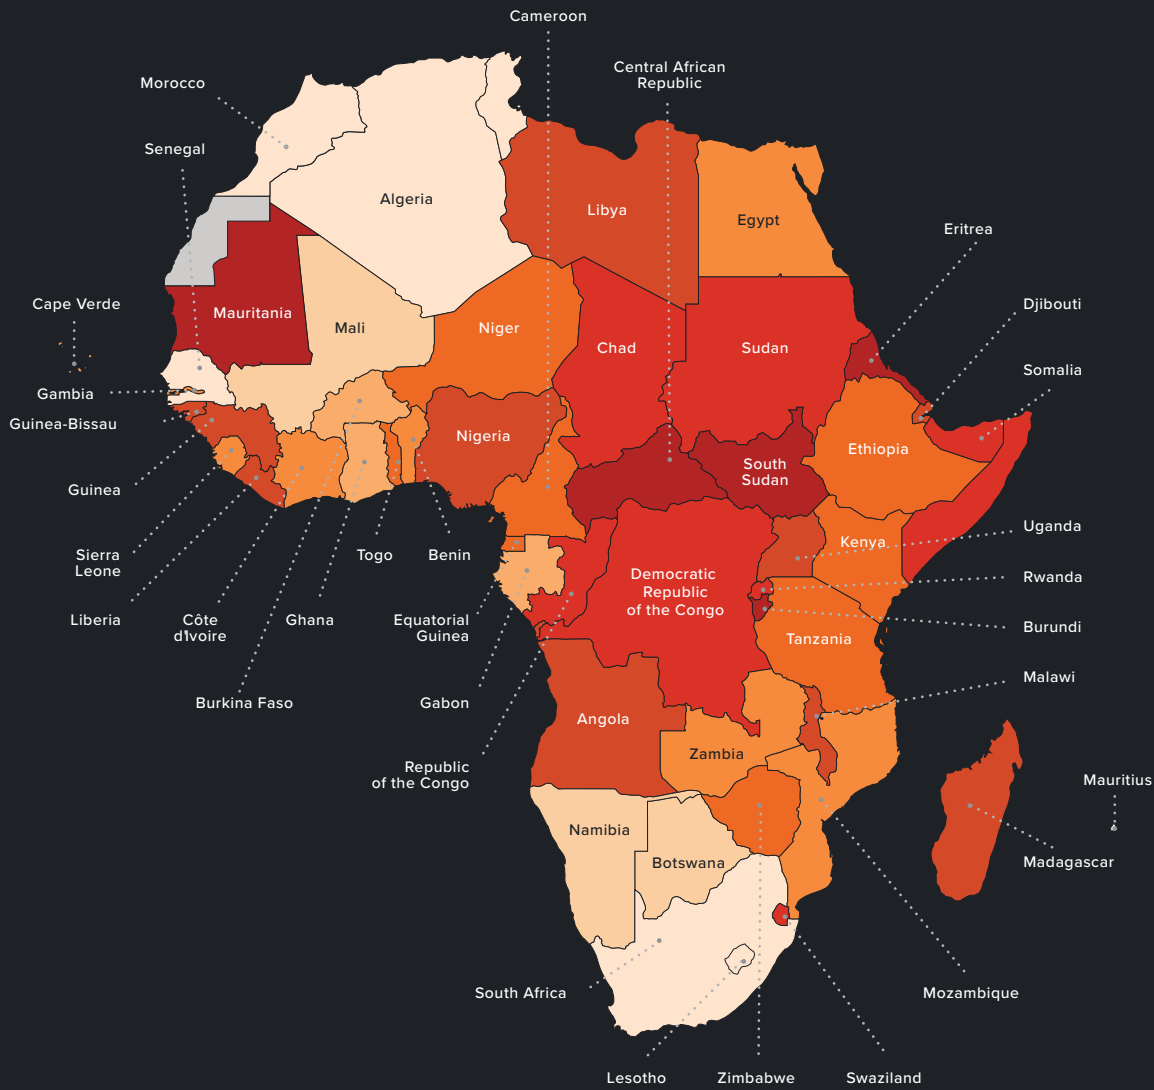 Cameroon
Central African
Republic
Morocco
Senegal
Algeria
Libya
Egypt
Eritrea
Cape Verde
Mauritania
Mali
Niger
Chad
Sudan
Djibouti
Somalia
Gambia
Guinea-Bissau
Nigeria
Ethiopia
South
Sudan
Guinea
Uganda
Kenya
Sierra
Leone
Togo
Benin
Democratic
Republic
of the Congo
Rwanda
Liberia
Côte
d'Ivoire
Ghana
Equatorial
Guinea
Burundi
Tanzania
Malawi
Burkina Faso
Gabon
Angola
Zambia
Republic
of the Congo
Mauritius
Namibia
Botswana
Madagascar
South Africa
Mozambique
Lesotho
Zimbabwe
Swaziland